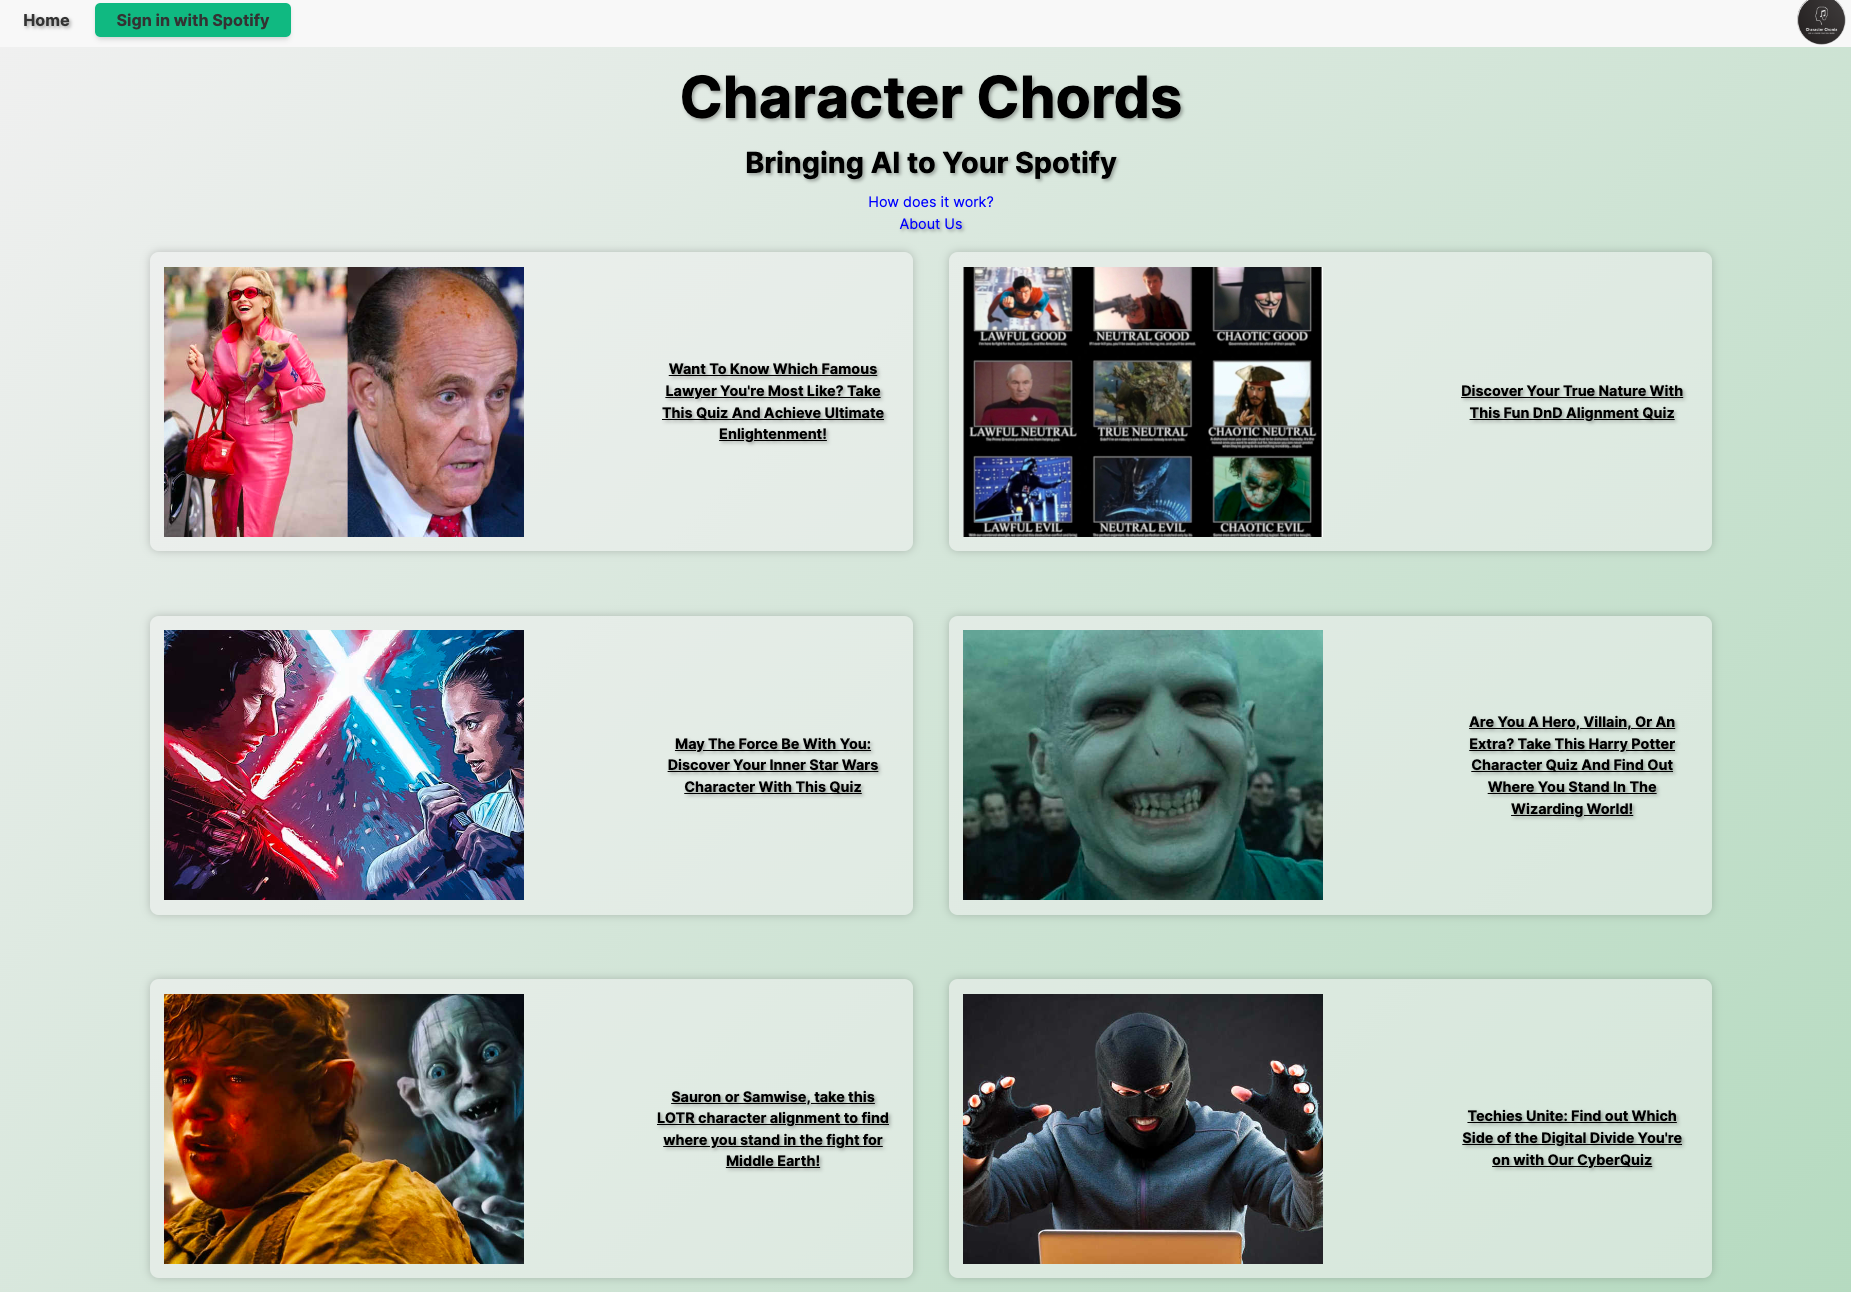 Home
Sign in with Spotify
Character Chords
Bringing AI to Your Spotify
How does it work?
About Us
Want To Know Which Famous
Lawyer You're Most Like? Take
This Quiz And Achieve Ultimate
Enlightenment!
LAWFUL GOOD
NEUTRAL GOOD
CHAOTIC GOOD
LAWFUL NEUTRAL
TRUE NEUTRAL
CHAOTIC NEUTRAL
LAWFUL EVIL
NEUTRAL EVIL
CHAOTIC EVIL
Discover Your True Nature With
This Fun DnD Alignment Quiz
May The Force Be With You:
Discover Your Inner Star Wars
Character With This Quiz
Are You A Hero, Villain, Or An
Extra? Take This Harry Potter
Character Quiz And Find Out
Where You Stand In The
Wizarding World!
Sauron or Samwise, take this
LOTR character alignment to find
where you stand in the fight for
Middle Earth!
Techies Unite: Find out Which
Side of the Digital Divide You're
on with Our CyberQuiz